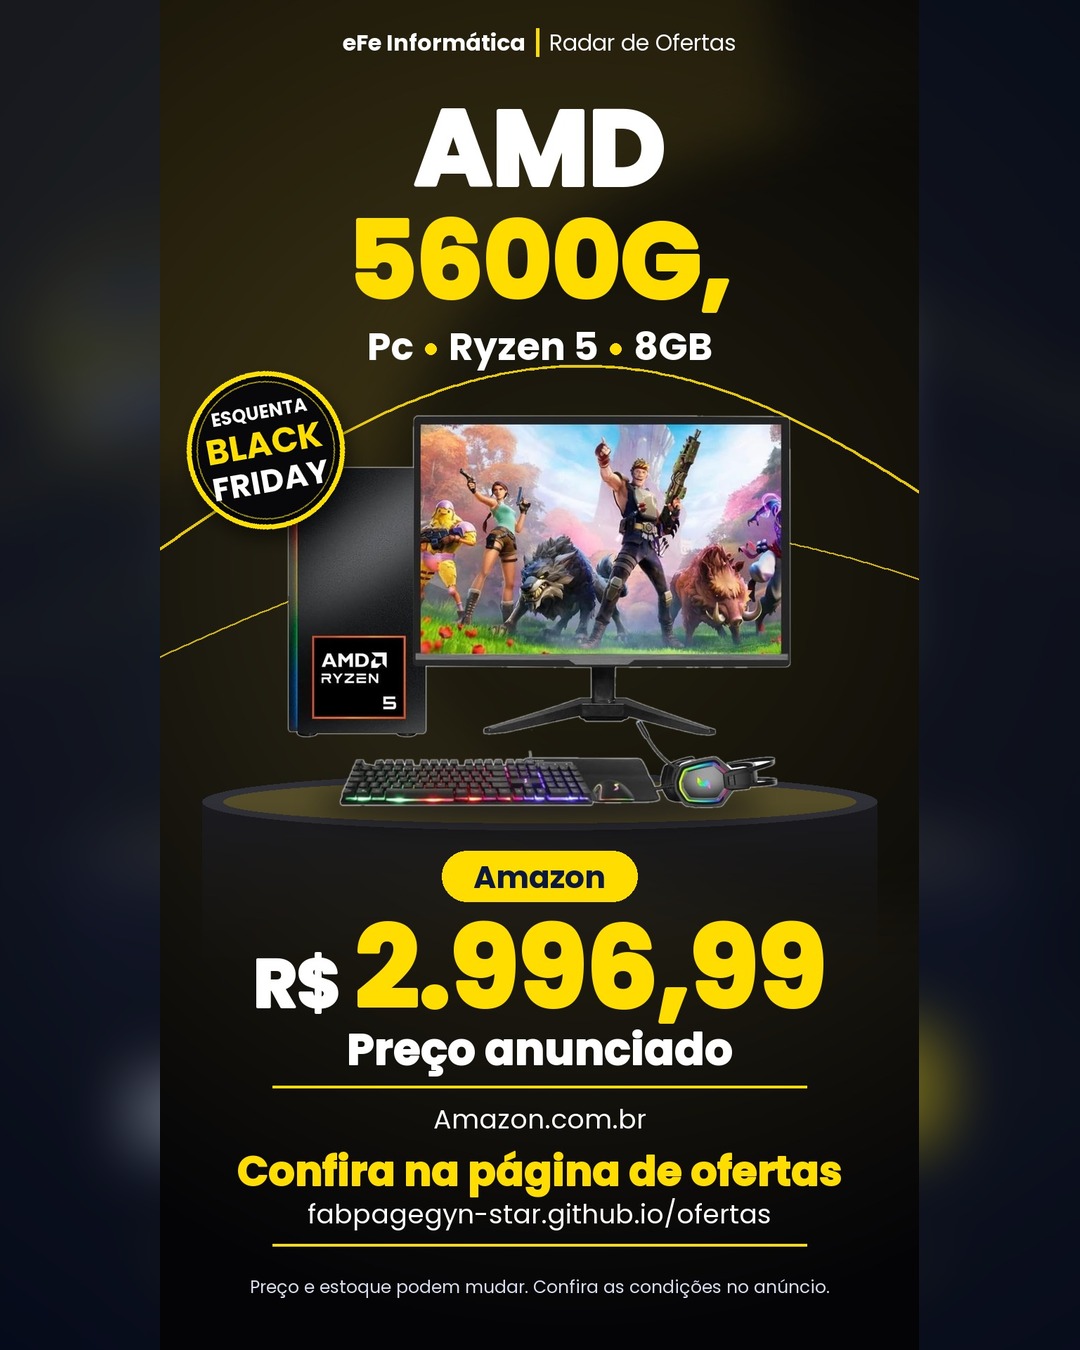 eFe Informática | Radar de Ofertas
AMD
5600G,
Pc • Ryzen 5 • 8GB
ESQUENTA
BLACK
FRIDAY
AMD
RYZEN
5
Amazon
R$ 2.996,99
Preço anunciado
Amazon.com.br
Confira na página de ofertas
fabpagegyn-star.github.io/ofertas
Preço e estoque podem mudar. Confira as condições no anúncio.